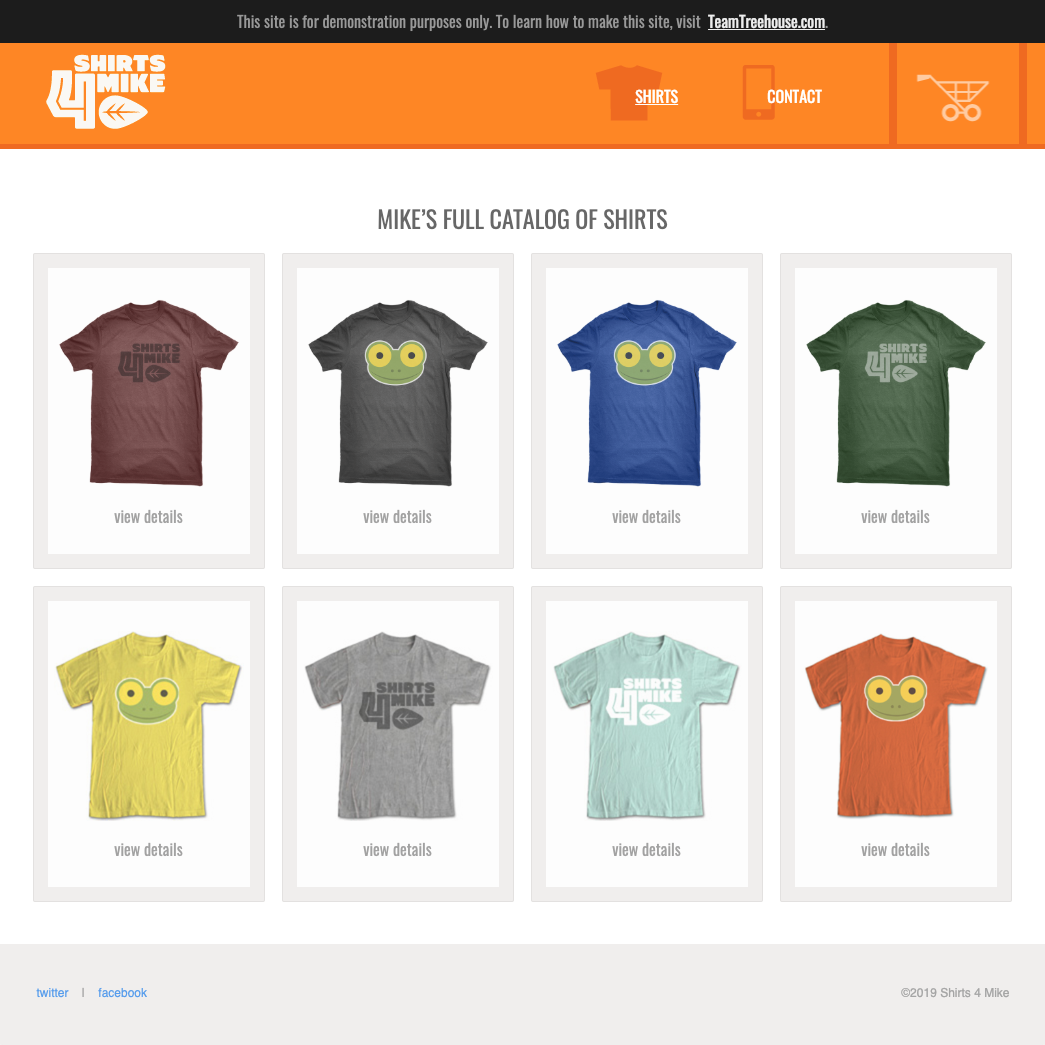 This site is for demonstration purposes only. To learn how to make this site, visit TeamTreehouse.com.
SHIRTS
4 MIKE
SHIRTS
CONTACT
MIKE'S FULL CATALOG OF SHIRTS
SHIRTS
4 MIKE
SHIRTS
4 MIKE
view details
view details
view details
view details
SHIRTS
4 MIKE
SHIRTS
4 MIKE
view details
view details
view details
view details
twitter | facebook
©2019 Shirts 4 Mike